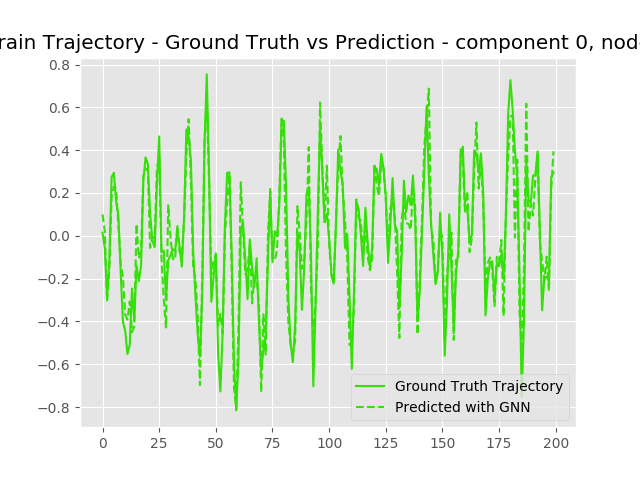 rain Trajectory - Ground Truth vs Prediction - component 0, nod
0.8
0.6
0.4
0.2
0.0
−0.2
−0.4
−0.6
−0.8
Ground Truth Trajectory
Predicted with GNN
0 25 50 75 100 125 150 175 200